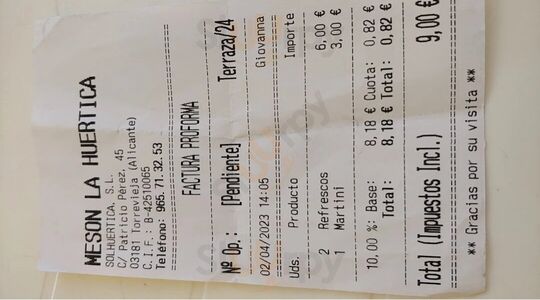 MESON LA HUERTICA
SOLHUERTICA, S.L.
C/ Patricio Pérez, 45
03181 Torrevieja (Alicante)
C.I.F.: B-42510065
Teléfono: 965.71.32.53
FACTURA PROFORMA
Nº Op.: [Pendiente] Terraza/24
02/04/2023 14:05 Giovanna
Uds. Producto Importe
2 Refrescos 6,00 €
1 Martini 3,00 €
10,00 %: Base: 8,18 € Cuota: 0,82 €
Total: 8,18 € Total: 0,82 €
Total (Impuestos Incl.) 9,00 €
** Gracias por su visita **